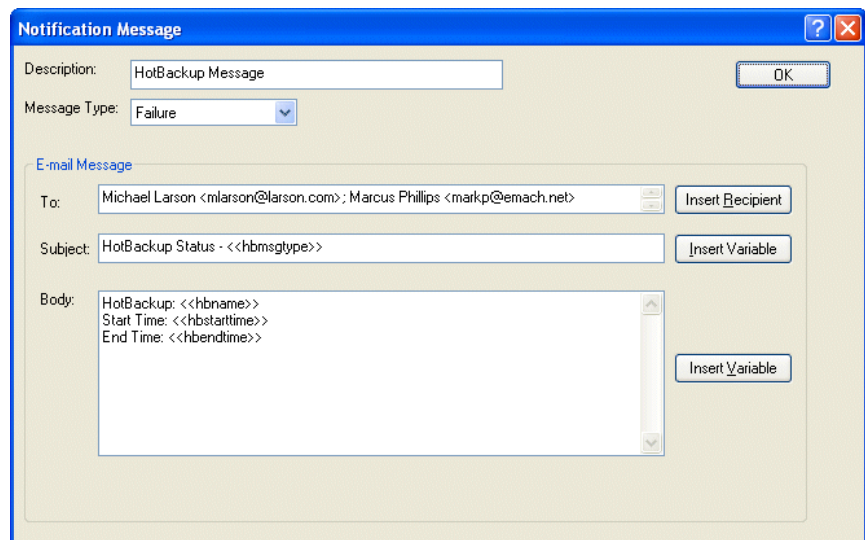 Notification Message
Description: HotBackup Message
OK
Message Type: Failure
E-mail Message
To: Michael Larson <mlarson@larson.com>; Marcus Phillips <markp@emach.net>
Insert Recipient
Subject: HotBackup Status - <<hbmsgtype>>
Insert Variable
Body: HotBackup: <<hbname>>
Start Time: <<hbstarttime>>
End Time: <<hbendtime>>
Insert Variable